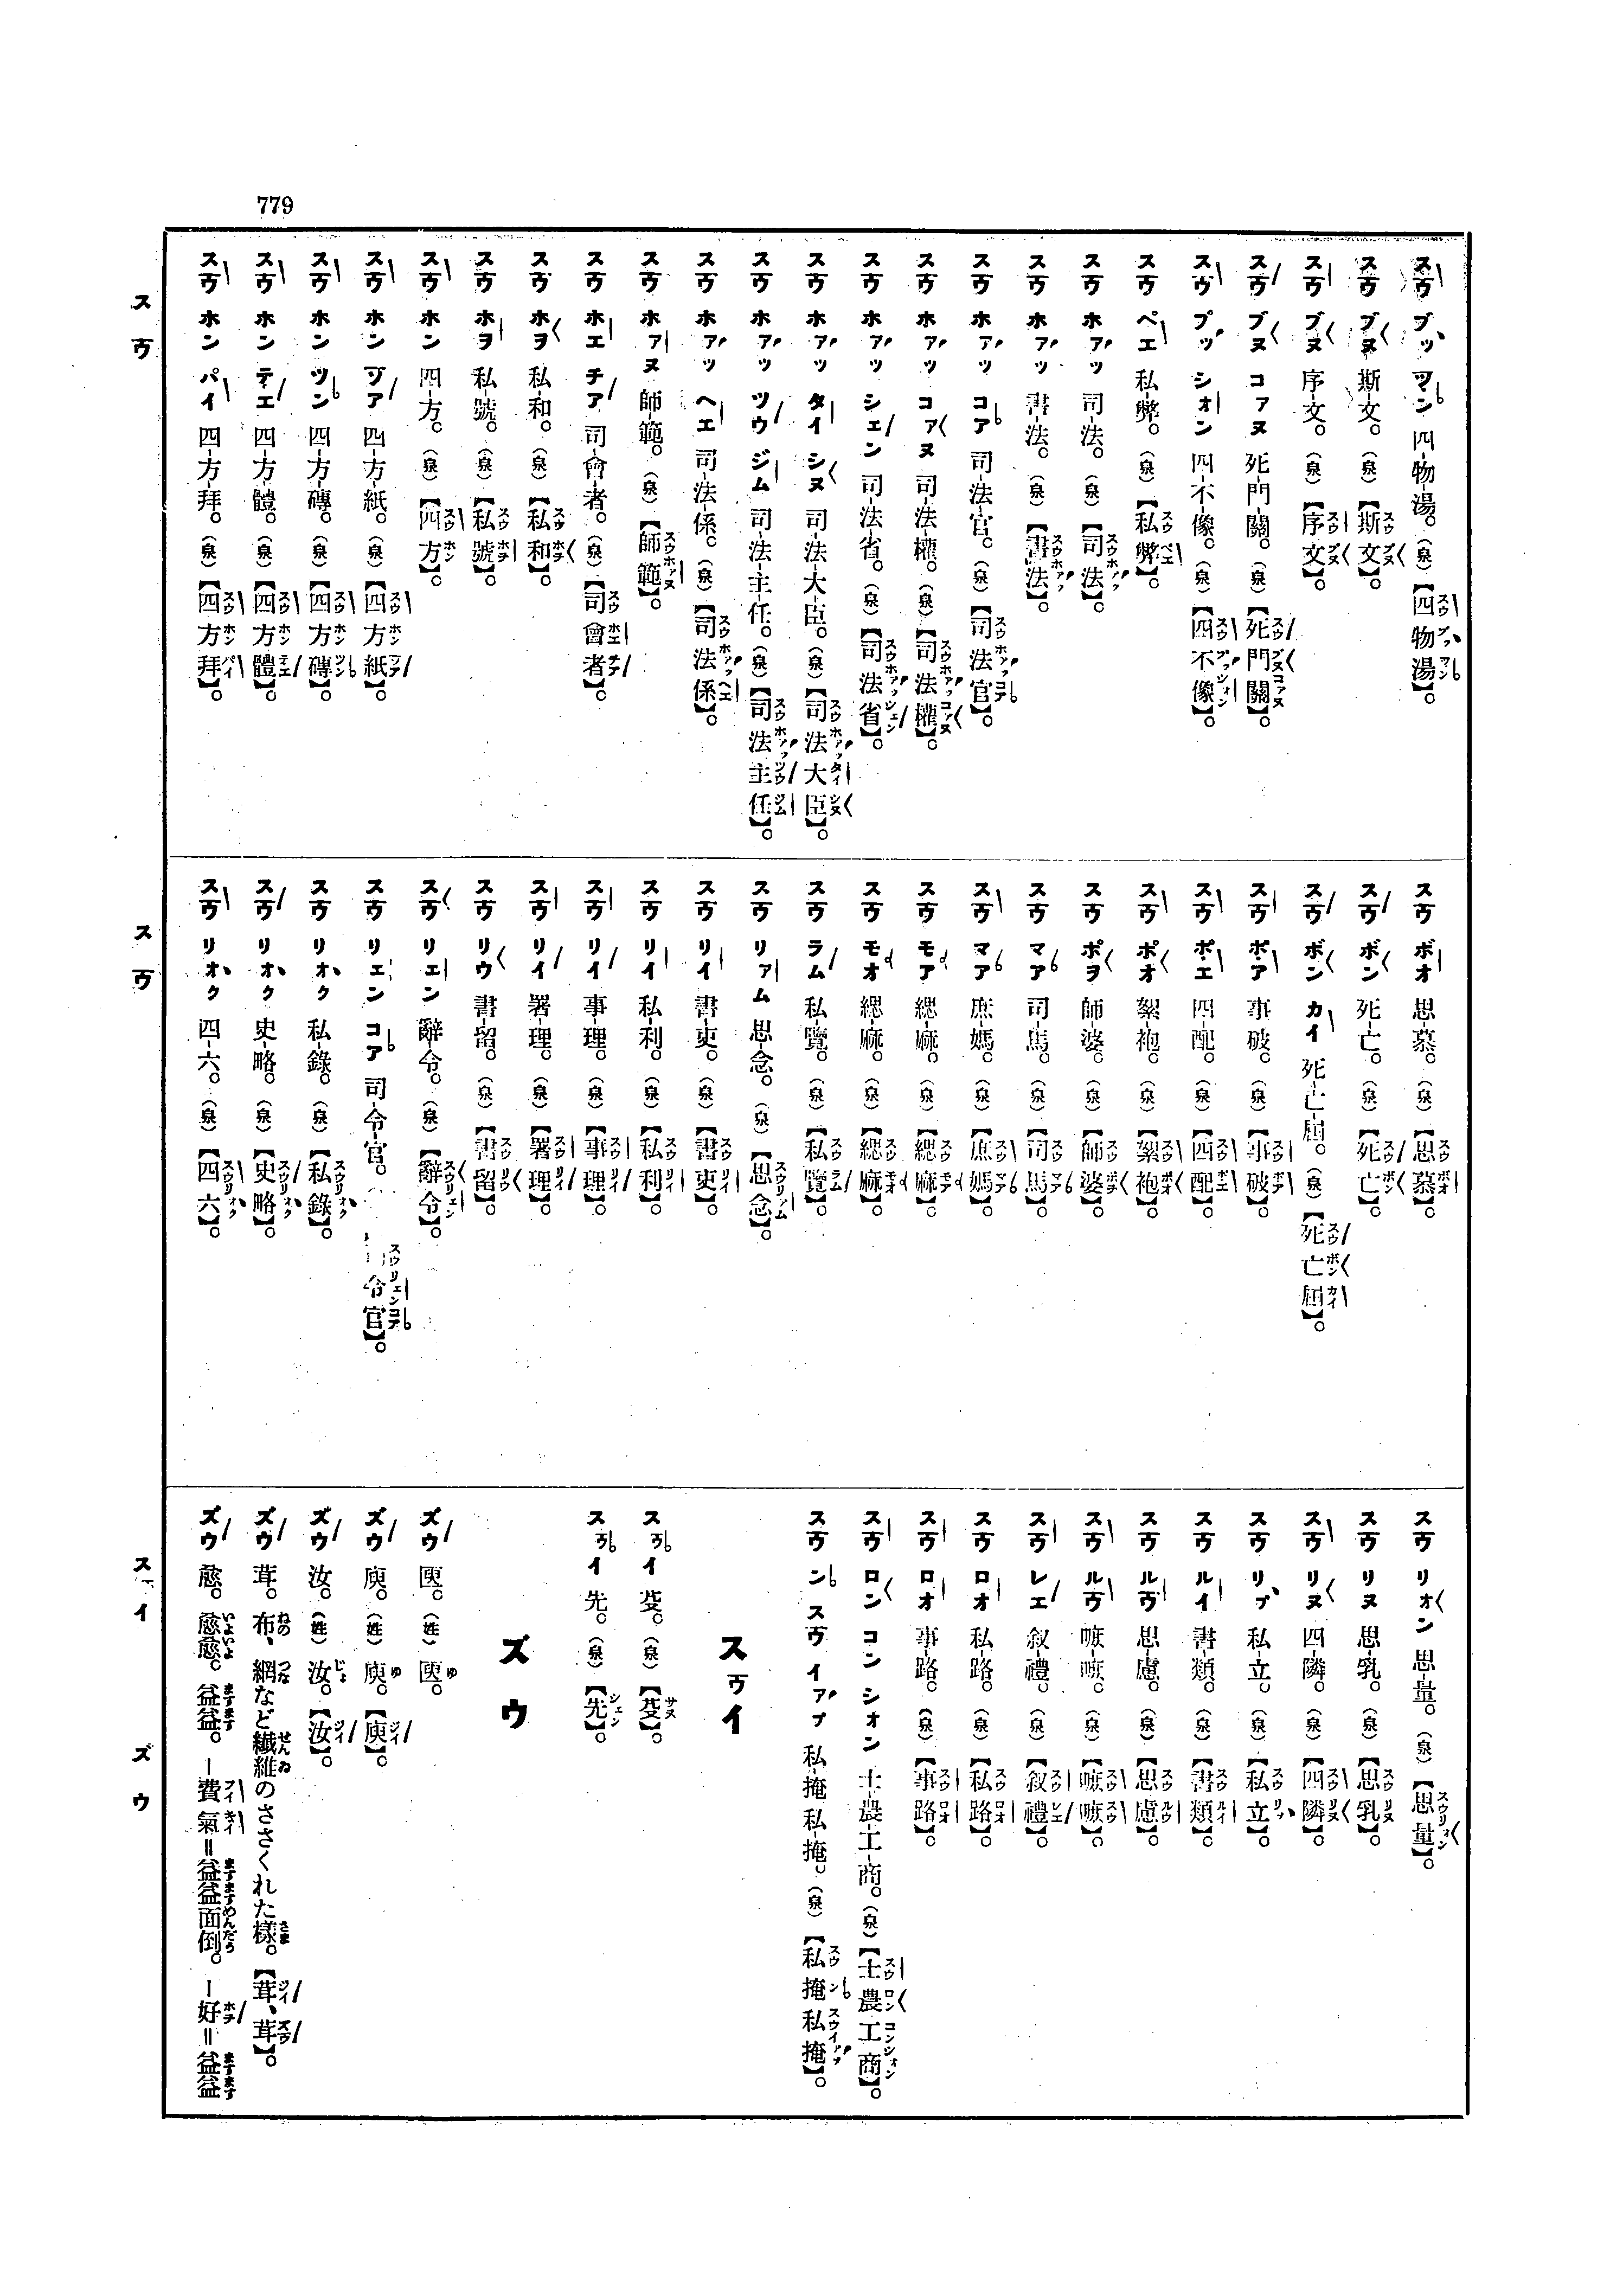 779
スウ ブッ タン 四-物-湯。(泉)【四物湯】。
スウ ブヌ 斯-文。(泉)【斯文】。
スウ ブヌ 序-文。(泉)【序文】。
スウ ブヌ コアヌ 死-門-關。(泉)【死門關】。
スウ プッ シオン 四-不-像。(泉)【四不像】。
スウ ペエ 私-弊。(泉)【私弊】。
スウ ホアッ 司-法。(泉)【司法】。
スウ ホアッ 書-法。(泉)【書法】。
スウ ホアッ コア 司-法-官。(泉)【司法官】。
スウ ホアッ コァヌ 司-法-權。(泉)【司法權】。
スウ ホアッ シェン 司-法-省。(泉)【司法省】。
スウ ホアッ タイ シヌ 司-法-大-臣。(泉)【司法大臣】。
スウ ホアッ ツウ ジム 司-法-主-任。(泉)【司法主任】。
スウ ホアッ ヘエ 司-法-係。(泉)【司法係】。
スウ ホァヌ 師-範。(泉)【師範】。
スウ ホエ チア 司-會-者。(泉)【司會者】。
スウ ホヲ 私-和。(泉)【私和】。
スウ ホヲ 私-號。(泉)【私號】。
スウ ホン 四-方。(泉)【四方】。
スウ ホン ヅア 四-方-紙。(泉)【四方紙】。
スウ ホン ツン 四-方-磚。(泉)【四方磚】。
スウ ホン テエ 四-方-體。(泉)【四方體】。
スウ ホン パイ 四-方-拜。(泉)【四方拜】。
スウ
スウ ボオ 思-慕。(泉)【思慕】。
スウ ボン 死-亡。(泉)【死亡】。
スウ ボン カイ 死-亡-屆。(泉)【死亡屆】。
スウ ポア 事-破。(泉)【事破】。
スウ ポエ 四-配。(泉)【四配】。
スウ ポオ 絮-袍。(泉)【絮袍】。
スウ ポヲ 師-婆。(泉)【師婆】。
スウ マア 司-馬。(泉)【司馬】。
スウ マア 庶-媽。(泉)【庶媽】。
スウ モア 緦-麻。(泉)【緦麻】。
スウ モオ 緦-麻。(泉)【緦麻】。
スウ ラム 私-覽。(泉)【私覽】。
スウ リァム 思-念。(泉)【思念】。
スウ リイ 書-吏。(泉)【書吏】。
スウ リイ 私-利。(泉)【私利】。
スウ リイ 事-理。(泉)【事理】。
スウ リイ 署-理。(泉)【署理】。
スウ リウ 書-留。(泉)【書留】。
スウ リェン 辭-令。(泉)【辭令】。
スウ リェン コア 司-令-官。令官】。
スウ リオク 私-錄。(泉)【私錄】。
スウ リオク 史-略。(泉)【史略】。
スウ リオク 四-六。(泉)【四六】。
スウ
スウ リォン 思-量。(泉)【思量】。
スウ リヌ 思-乳。(泉)【思乳】。
スウ リヌ 四-隣。(泉)【四隣】。
スウ リプ 私-立。(泉)【私立】。
スウ ルイ 書-類。(泉)【書類】。
スウ ルウ 思-慮。(泉)【思慮】。
スウ ルウ 嗾-嗾。(泉)【嗾嗾】。
スウ レエ 叙-禮。(泉)【叙禮】。
スウ ロオ 私-路。(泉)【私路】。
スウ ロオ 事-路。(泉)【事路】。
スウ ロン コン シオン 士-農-工-商。(泉)【士農工商】。
スウ ン スウ イアプ 私-掩 私-掩。(泉)【私掩私掩】。
スウイ
スウイ 芟。(泉)【芟】。
スウイ 先。(泉)【先】。
ズウ
ズウ 匬。(姓)匬。
ズウ 庾。(姓)庾。【庾】。
ズウ 汝。(姓)汝。【汝】。
ズウ 茸。布、網など纖維のささくれた樣。【茸、茸】。
ズウ 愈。愈愈。益益。—費氣=益益面倒。—好=益益
スイ ズウ